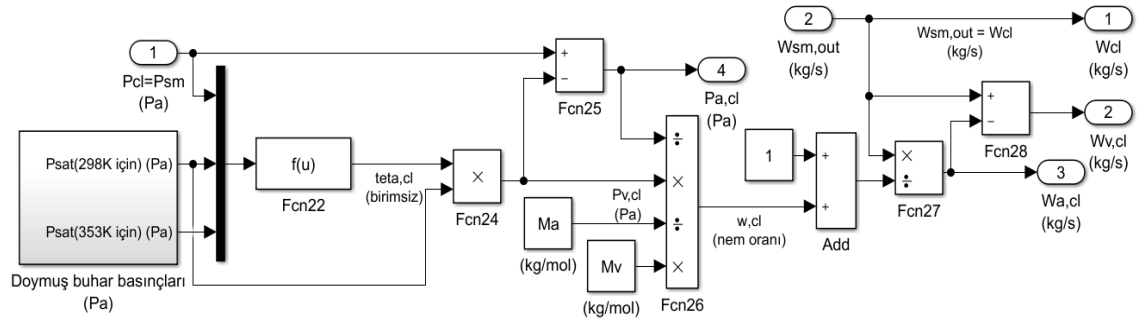 1
Pcl=Psm
(Pa)
Psat(298K için) (Pa)
Psat(353K için) (Pa)
Doymuş buhar basınçları
(Pa)
f(u)
Fcn22
teta,cl
(birimsiz)
×
Fcn24
+
−
Fcn25
4
Pa,cl
(Pa)
Pv,cl
(Pa)
Ma
(kg/mol)
Mv
(kg/mol)
÷
×
÷
×
Fcn26
w,cl
(nem oranı)
1
+
+
Add
2
Wsm,out
(kg/s)
Wsm,out = Wcl
(kg/s)
×
÷
Fcn27
+
−
Fcn28
1
Wcl
(kg/s)
2
Wv,cl
(kg/s)
3
Wa,cl
(kg/s)